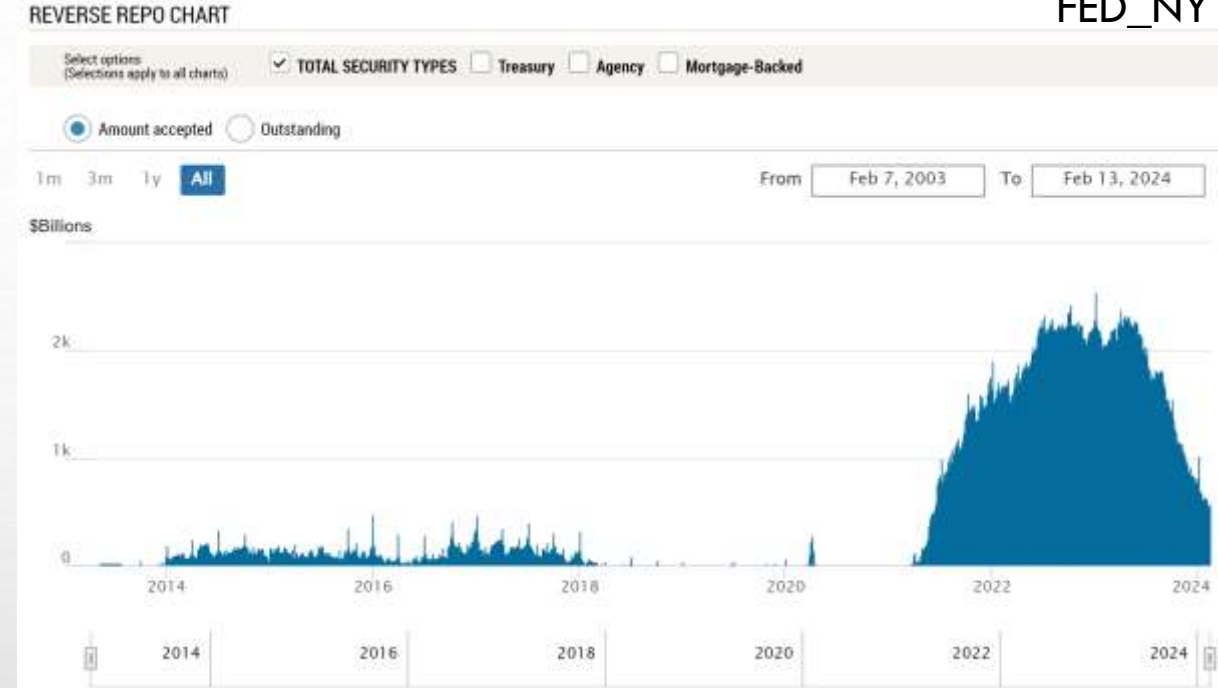 FED_NY
REVERSE REPO CHART
Select options
(Selections apply to all charts)
TOTAL SECURITY TYPES Treasury Agency Mortgage-Backed
Amount accepted Outstanding
1m 3m 1y All From Feb 7, 2003 To Feb 13, 2024
$Billions
2k
1k
0
2014 2016 2018 2020 2022 2024
2014 2016 2018 2020 2022 2024